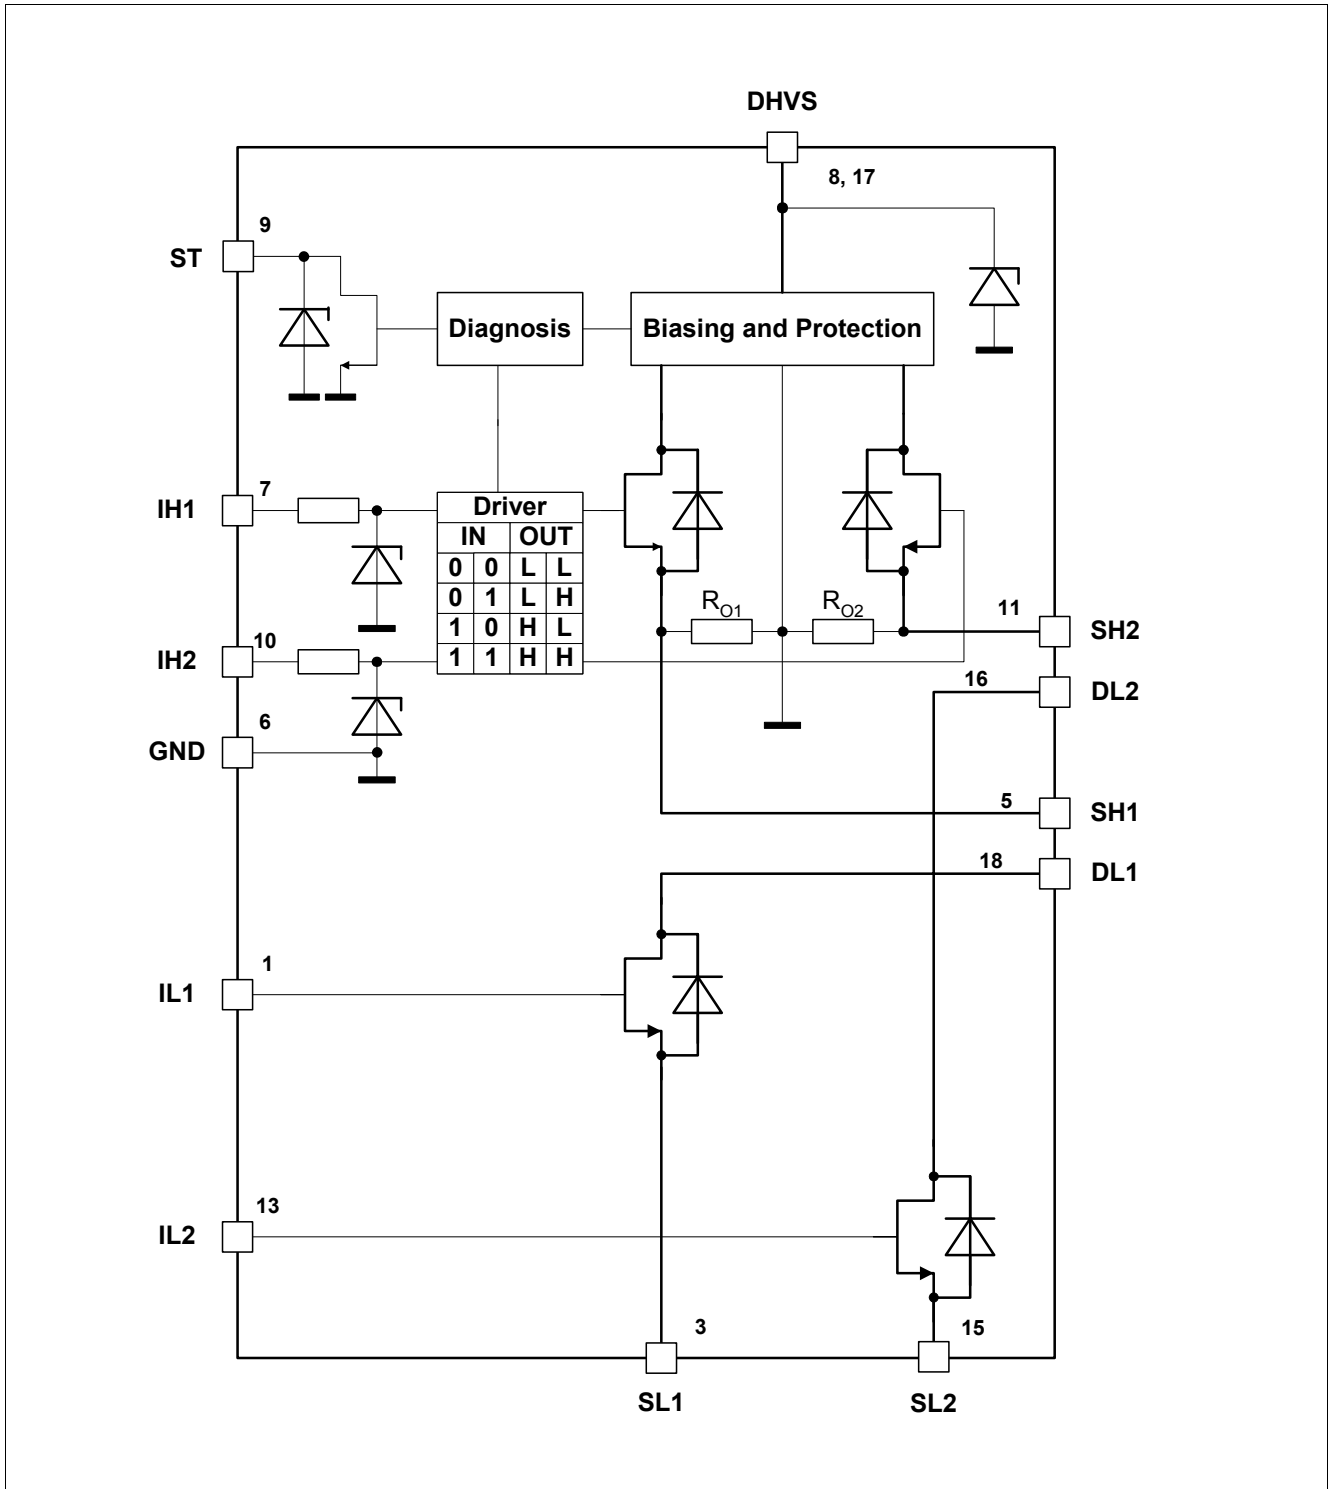 DHVS
8, 17
9
ST
Diagnosis
Biasing and Protection
7
IH1
Driver
IN OUT
0 0 L L
0 1 L H
1 0 H L
1 1 H H
RO1
RO2
11
SH2
10
IH2
16
DL2
6
GND
5
SH1
18
DL1
1
IL1
13
IL2
3
15
SL1
SL2